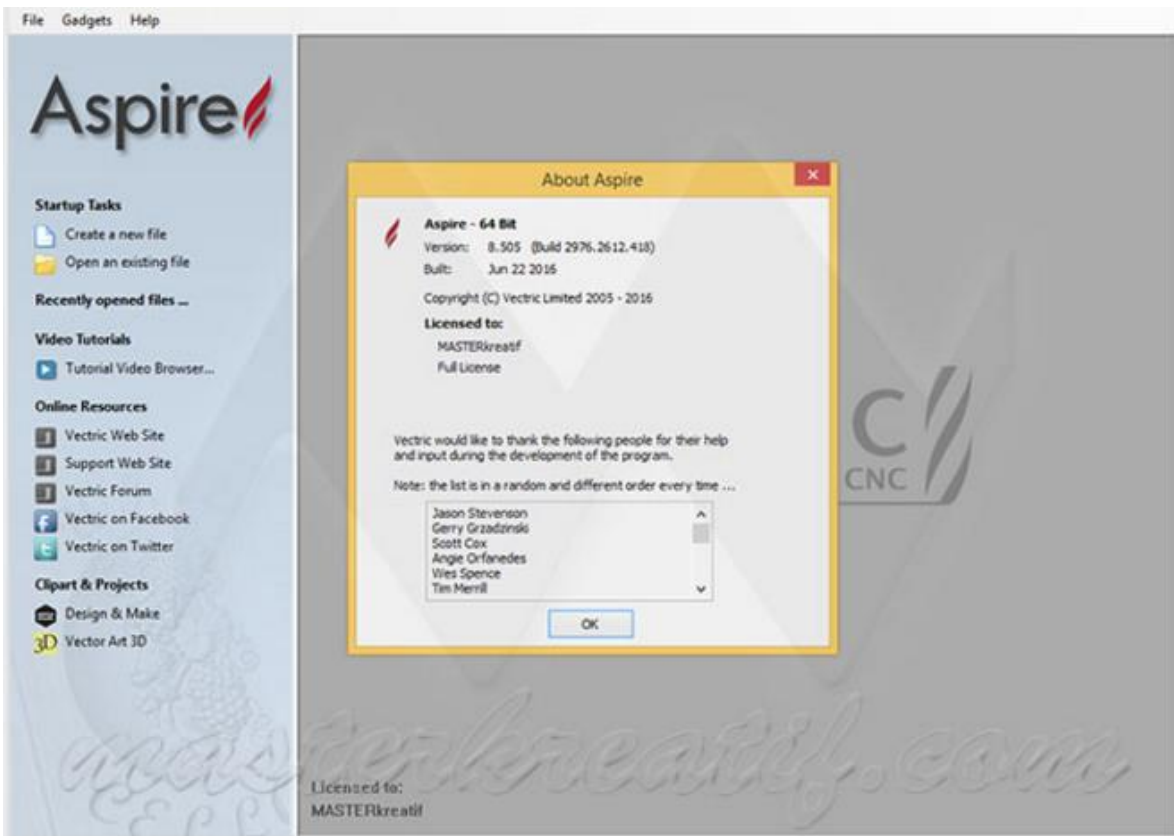 File Gadgets Help
Aspire
Startup Tasks
Create a new file
Open an existing file
Recently opened files ...
Video Tutorials
Tutorial Video Browser...
Online Resources
Vectric Web Site
Support Web Site
Vectric Forum
Vectric on Facebook
Vectric on Twitter
Clipart & Projects
Design & Make
3D Vector Art 3D
About Aspire
Aspire - 64 Bit
Version: 8.505 (Build 2976.2612.418)
Built: Jun 22 2016
Copyright (C) Vectric Limited 2005 - 2016
Licensed to:
MASTERkreatif
Full License
Vectric would like to thank the following people for their help
and input during the development of the program.
Note: the list is in a random and different order every time ...
Jason Stevenson
Gerry Grzadzinski
Scott Cox
Angie Orfanedes
Wes Spence
Tim Merrill
OK
C
CNC
masterkreatif.com
Licensed to:
MASTERkreatif